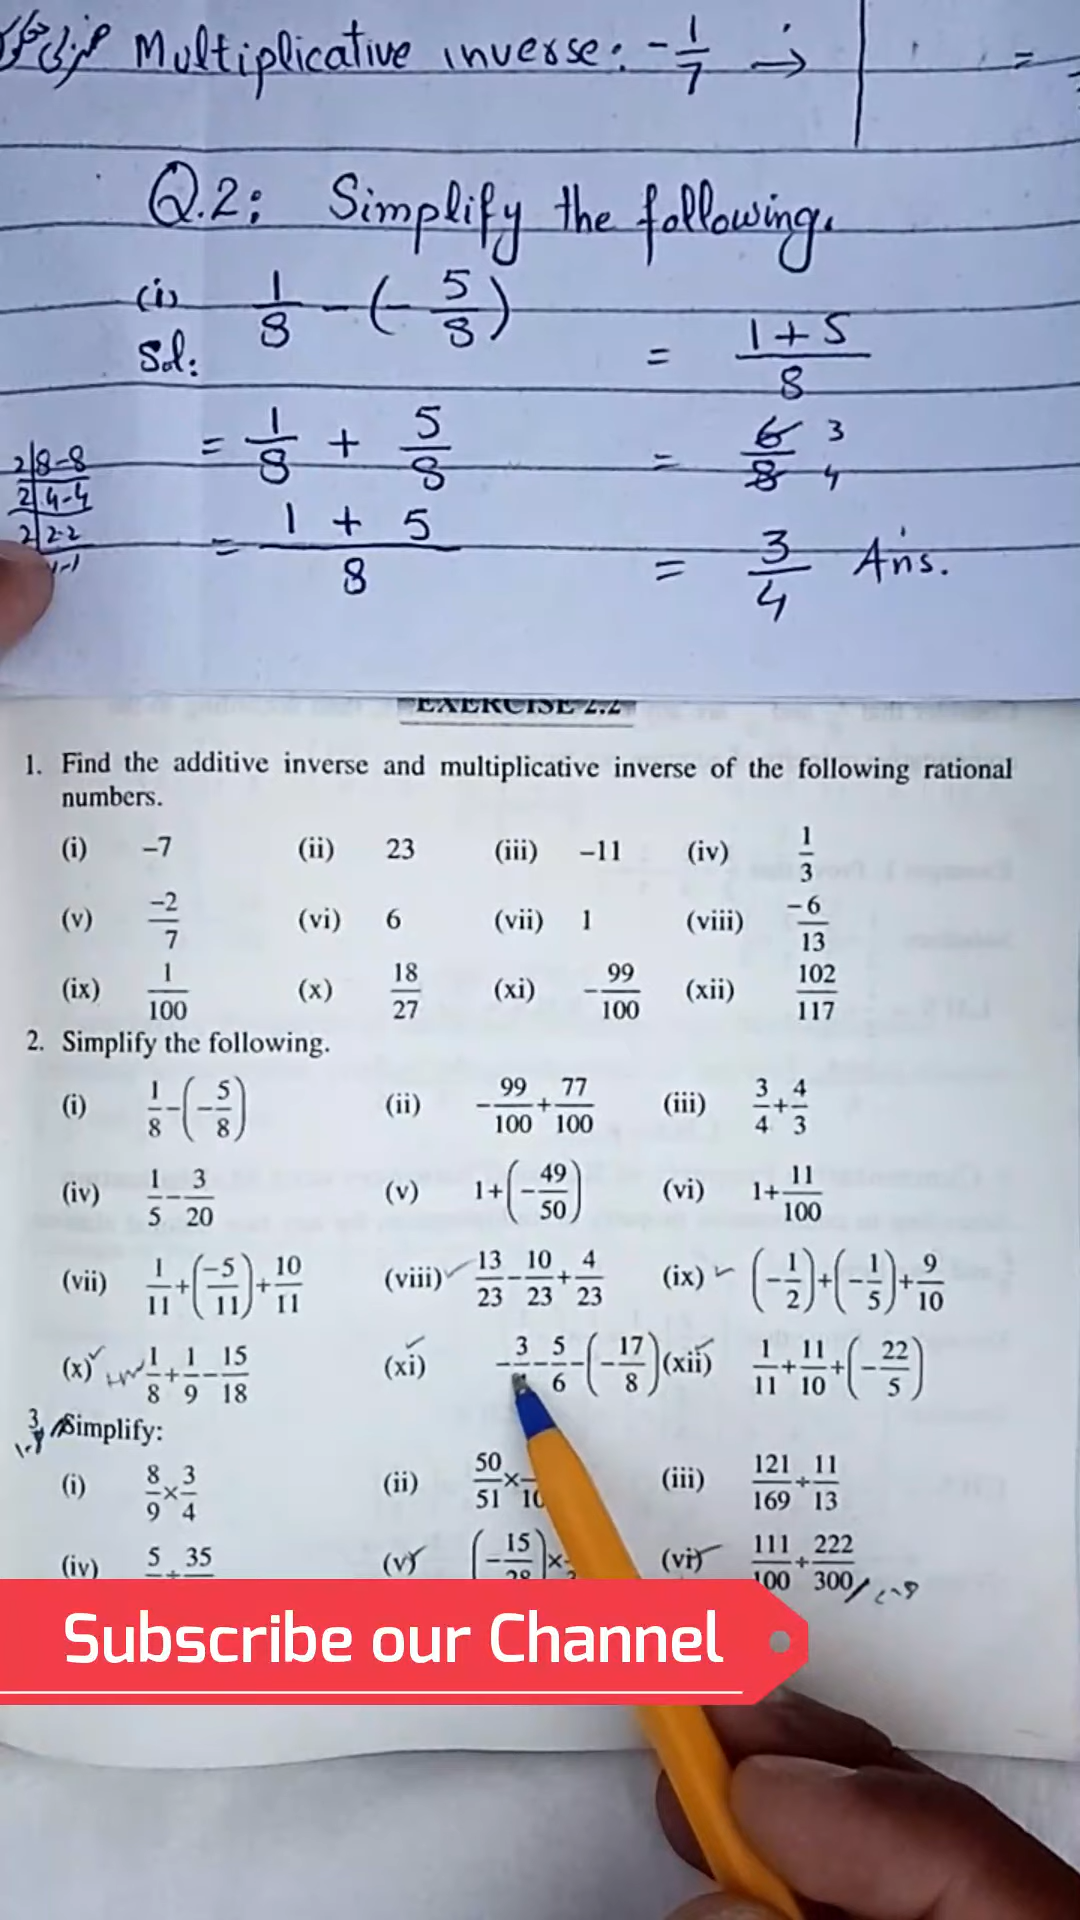 Multiplicative inverse: -1/7 → =
Q.2: Simplify the following.
(i) 1/8 - (- 5/8)
Sol:
= 1/8 + 5/8
= (1 + 5)/8
= (1 + 5)/8
= 6/8 3 4
= 3/4 Ans.
2|8-8
2|4-4
2|2-2
1-1
EXERCISE 2.2
1. Find the additive inverse and multiplicative inverse of the following rational
numbers.
(i) -7 (ii) 23 (iii) -11 (iv) 1/3
(v) -2/7 (vi) 6 (vii) 1 (viii) -6/13
(ix) 1/100 (x) 18/27 (xi) -99/100 (xii) 102/117
2. Simplify the following.
(i) 1/8-(-5/8) (ii) -99/100+77/100 (iii) 3/4+4/3
(iv) 1/5-3/20 (v) 1+(-49/50) (vi) 1+11/100
(vii) 1/11+(-5/11)+10/11 (viii) 13/23-10/23+4/23 (ix) (-1/2)+(-1/5)+9/10
(x) 1/8+1/9-15/18 (xi) -3/ -5/6-(-17/8) (xii) 1/11+11/10+(-22/5)
3. Simplify:
(i) 8/9×3/4 (ii) 50/51× /10 (iii) 121/169÷11/13
(iv) 5 ÷35 (v) (-15/28)× (vi) 111/100÷222/300
Subscribe our Channel